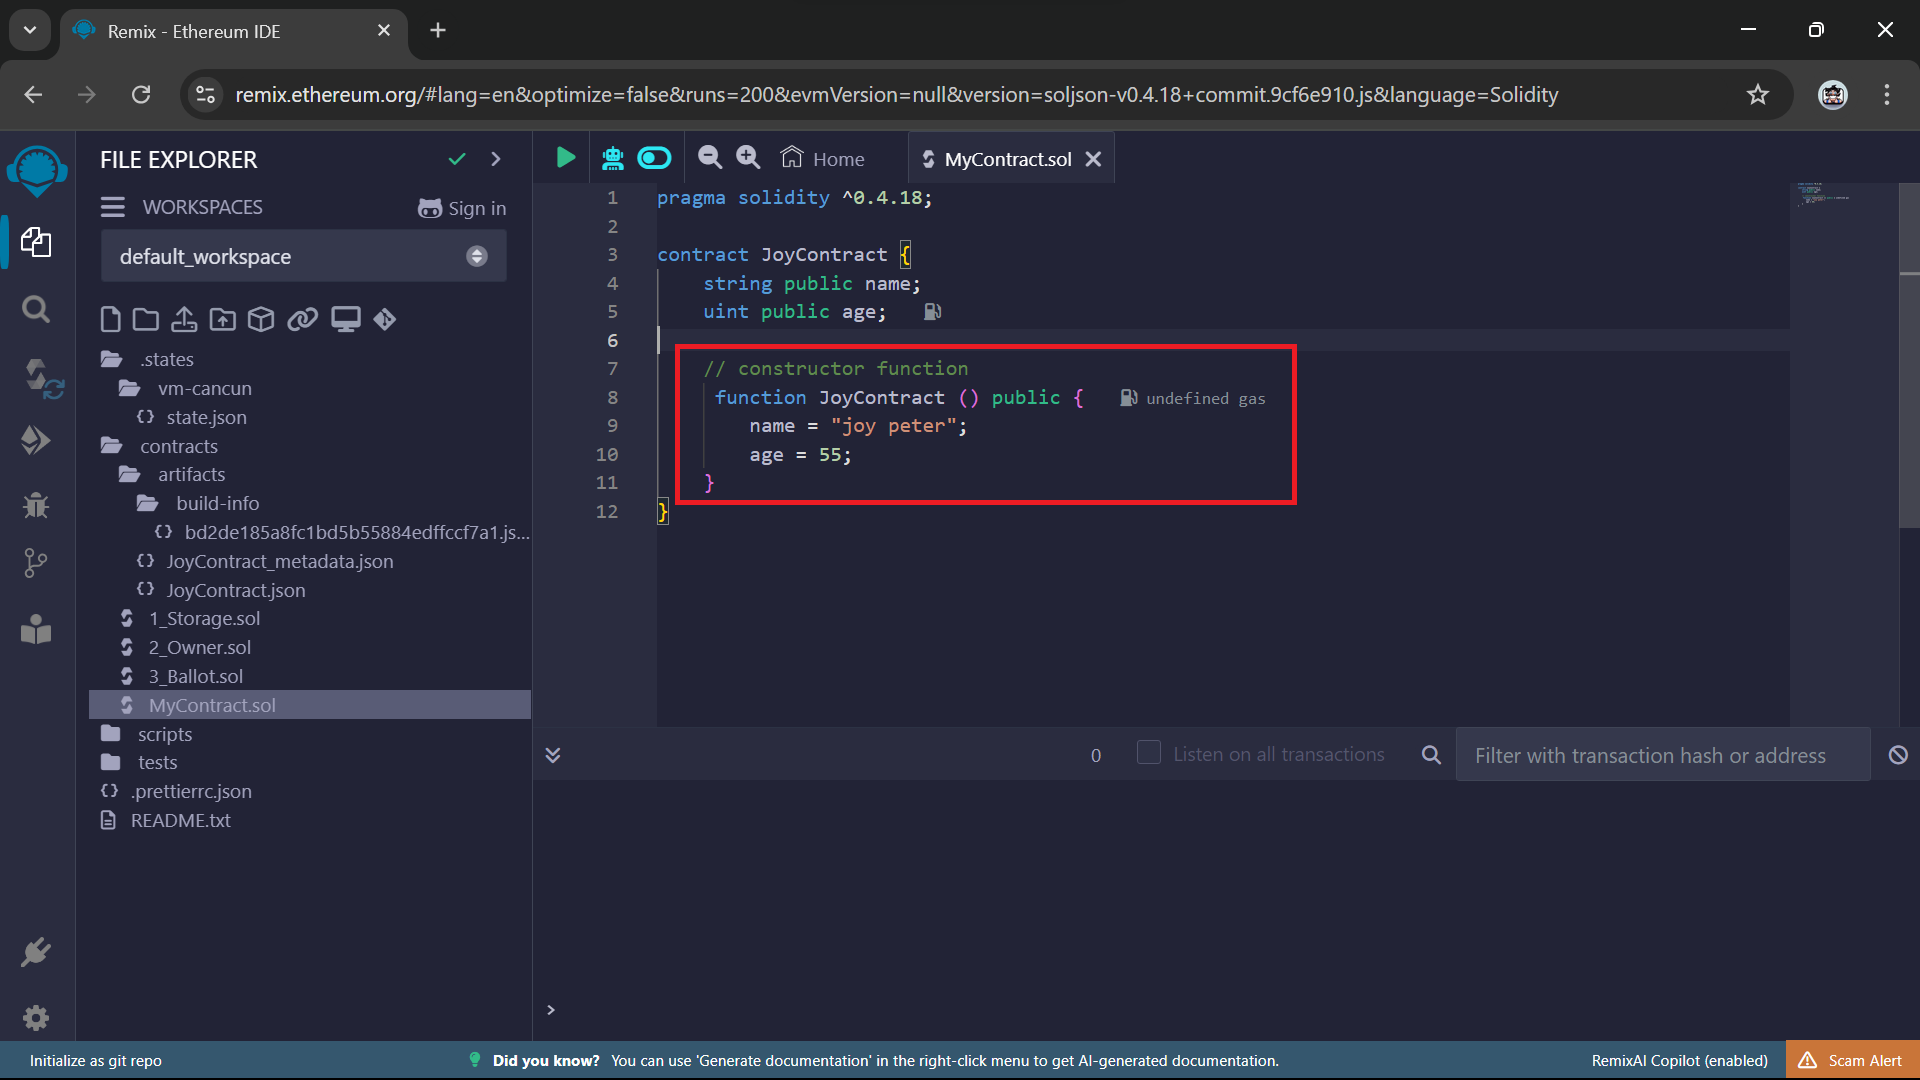 Remix - Ethereum IDE
remix.ethereum.org/#lang=en&optimize=false&runs=200&evmVersion=null&version=soljson-v0.4.18+commit.9cf6e910.js&language=Solidity
FILE EXPLORER
WORKSPACES
Sign in
default_workspace
.states
vm-cancun
state.json
contracts
artifacts
build-info
bd2de185a8fc1bd5b55884edffccf7a1.js...
JoyContract_metadata.json
JoyContract.json
1_Storage.sol
2_Owner.sol
3_Ballot.sol
MyContract.sol
scripts
tests
.prettierrc.json
README.txt
Home
MyContract.sol
1 pragma solidity ^0.4.18;
2
3 contract JoyContract {
4 string public name;
5 uint public age;
6
7 // constructor function
8 function JoyContract () public { undefined gas
9 name = "joy peter";
10 age = 55;
11 }
12 }
0
Listen on all transactions
Filter with transaction hash or address
>
Initialize as git repo
Did you know? You can use 'Generate documentation' in the right-click menu to get AI-generated documentation.
RemixAI Copilot (enabled)
Scam Alert